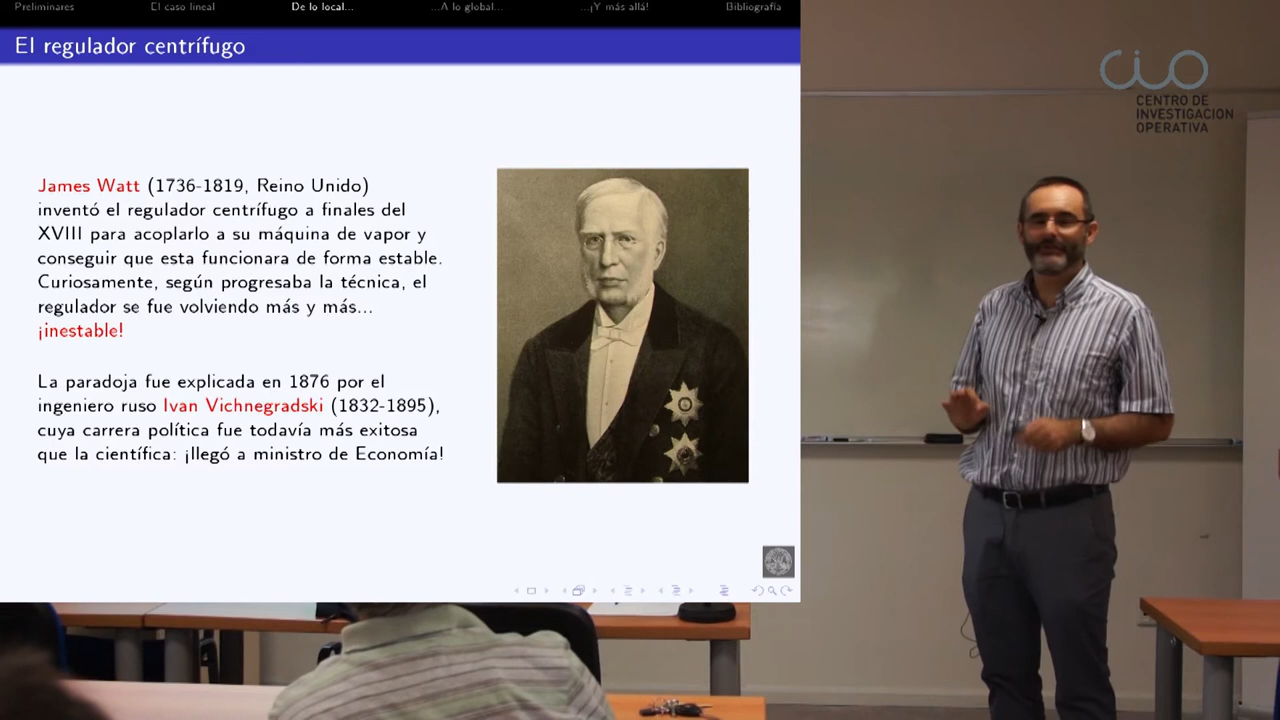 Preliminares El caso lineal De lo local... ...A lo global... ...¡Y más allá! Bibliografía
El regulador centrífugo
CIO
CENTRO DE
INVESTIGACION
OPERATIVA
James Watt (1736-1819, Reino Unido)
inventó el regulador centrífugo a finales del
XVIII para acoplarlo a su máquina de vapor y
conseguir que esta funcionara de forma estable.
Curiosamente, según progresaba la técnica, el
regulador se fue volviendo más y más...
¡inestable!
La paradoja fue explicada en 1876 por el
ingeniero ruso Ivan Vichnegradski (1832-1895),
cuya carrera política fue todavía más exitosa
que la científica: ¡llegó a ministro de Economía!